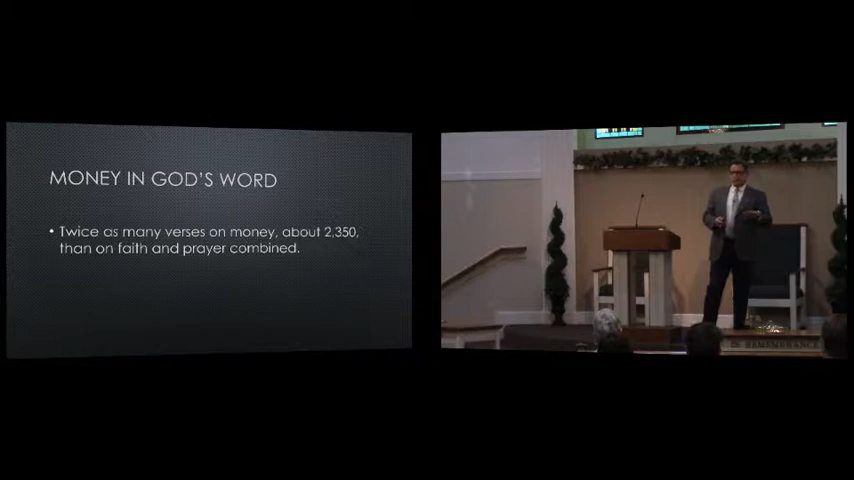 MONEY IN GOD'S WORD
• Twice as many verses on money, about 2,350,
than on faith and prayer combined.
REMEMBRANCE